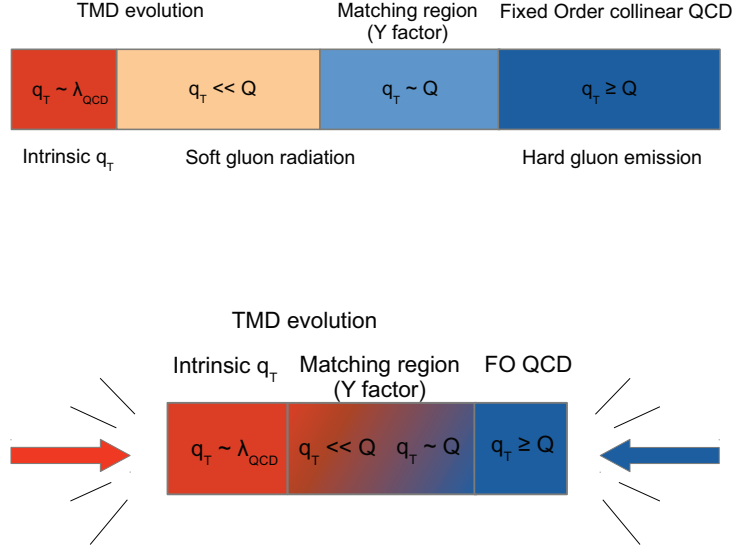 TMD evolution
Matching region
(Y factor)
Fixed Order collinear QCD
q_T ~ λ_QCD
q_T << Q
q_T ~ Q
q_T ≥ Q
Intrinsic q_T
Soft gluon radiation
Hard gluon emission
TMD evolution
Intrinsic q_T
Matching region
(Y factor)
FO QCD
q_T ~ λ_QCD
q_T << Q
q_T ~ Q
q_T ≥ Q